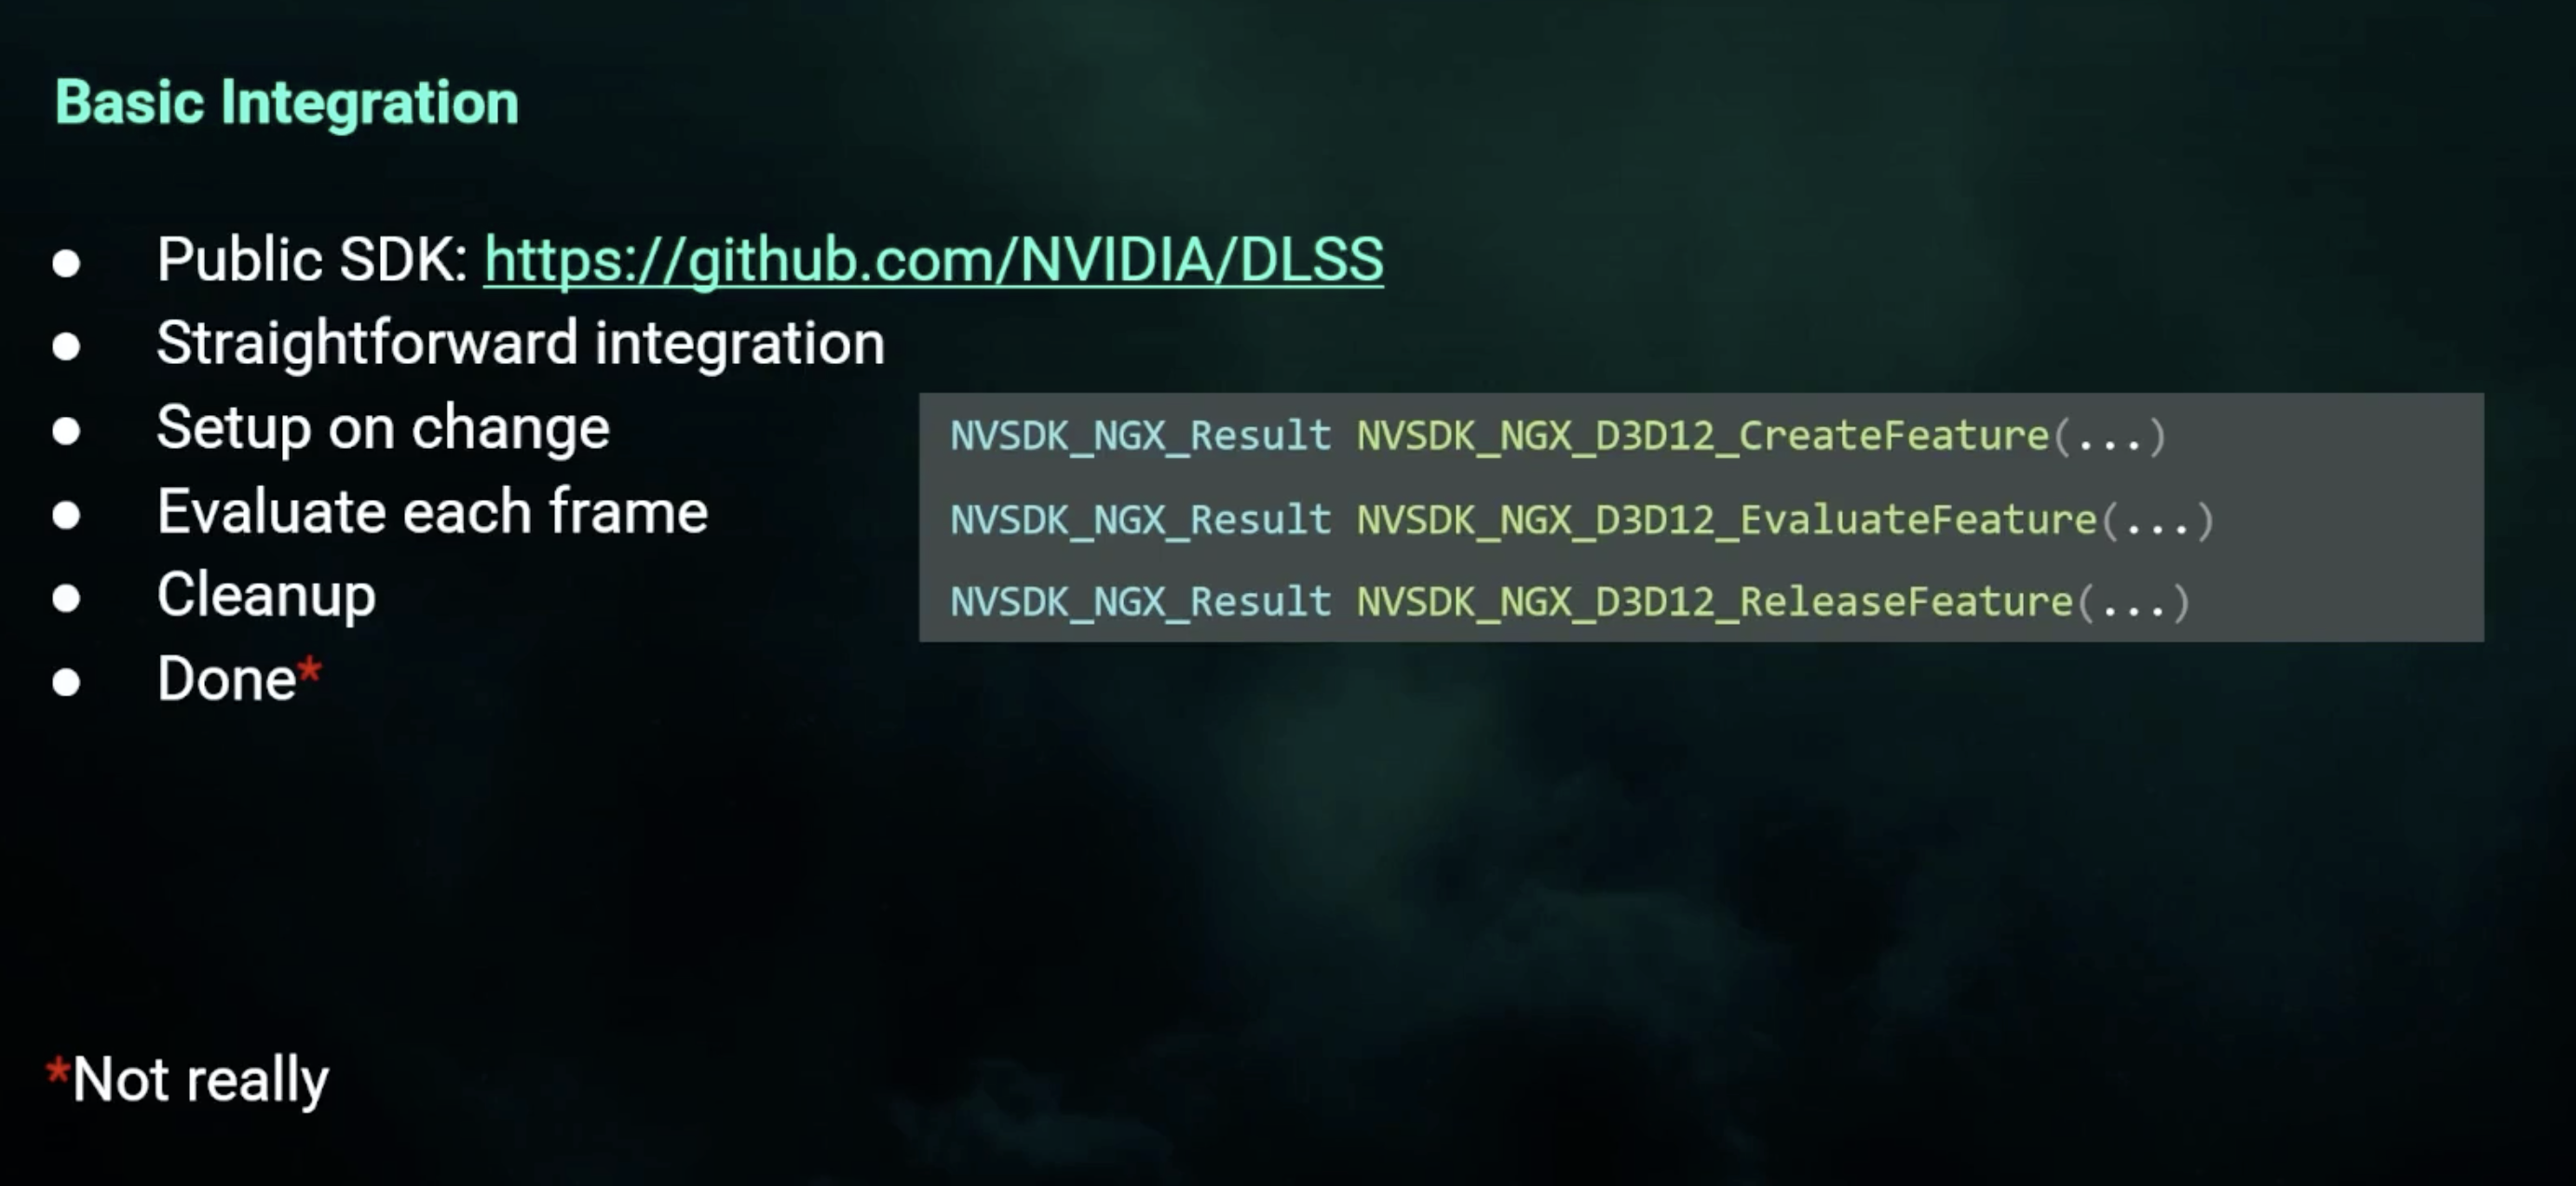 Basic Integration
● Public SDK: https://github.com/NVIDIA/DLSS
● Straightforward integration
● Setup on change
NVSDK_NGX_Result NVSDK_NGX_D3D12_CreateFeature(...)
● Evaluate each frame
NVSDK_NGX_Result NVSDK_NGX_D3D12_EvaluateFeature(...)
● Cleanup
NVSDK_NGX_Result NVSDK_NGX_D3D12_ReleaseFeature(...)
● Done*
*Not really